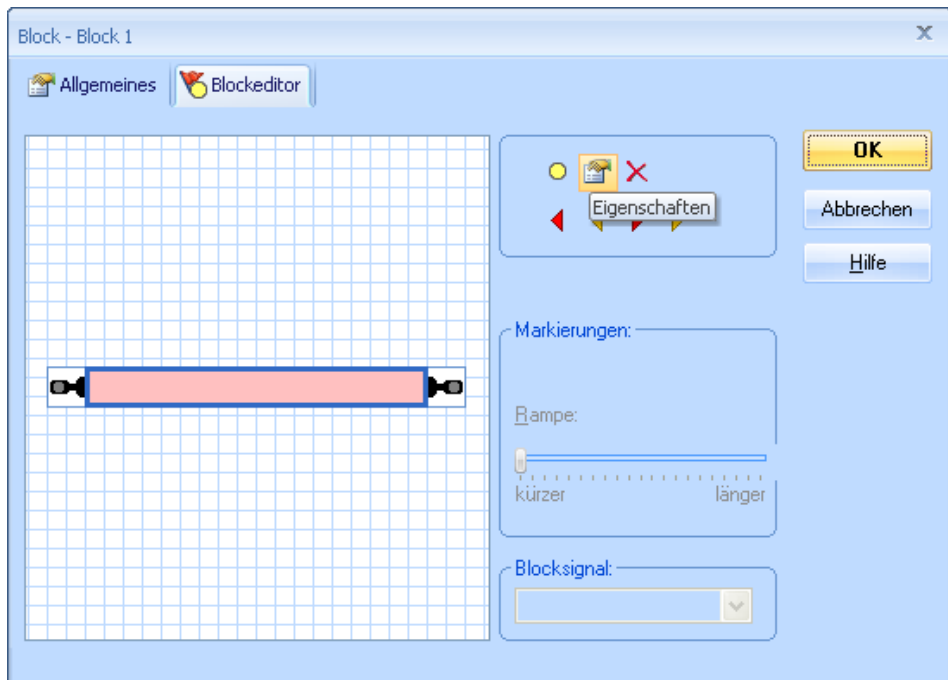 Block - Block 1
Allgemeines
Blockeditor
OK
Eigenschaften
Abbrechen
Hilfe
Markierungen:
Rampe:
kürzer
länger
Blocksignal: